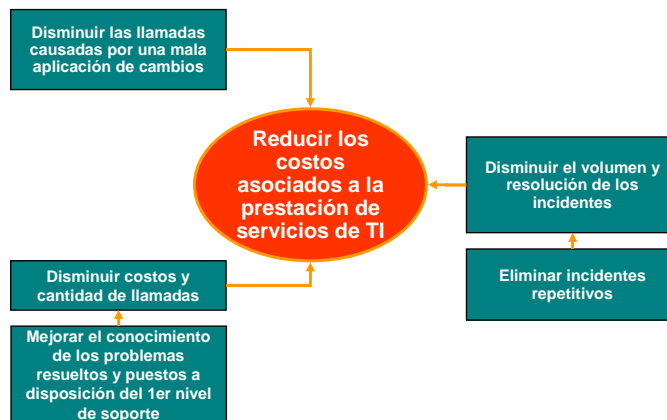 Disminuir las llamadas
causadas por una mala
aplicación de cambios
Reducir los
costos
asociados a la
prestación de
servicios de TI
Disminuir el volumen y
resolución de los
incidentes
Eliminar incidentes
repetitivos
Disminuir costos y
cantidad de llamadas
Mejorar el conocimiento
de los problemas
resueltos y puestos a
disposición del 1er nivel
de soporte